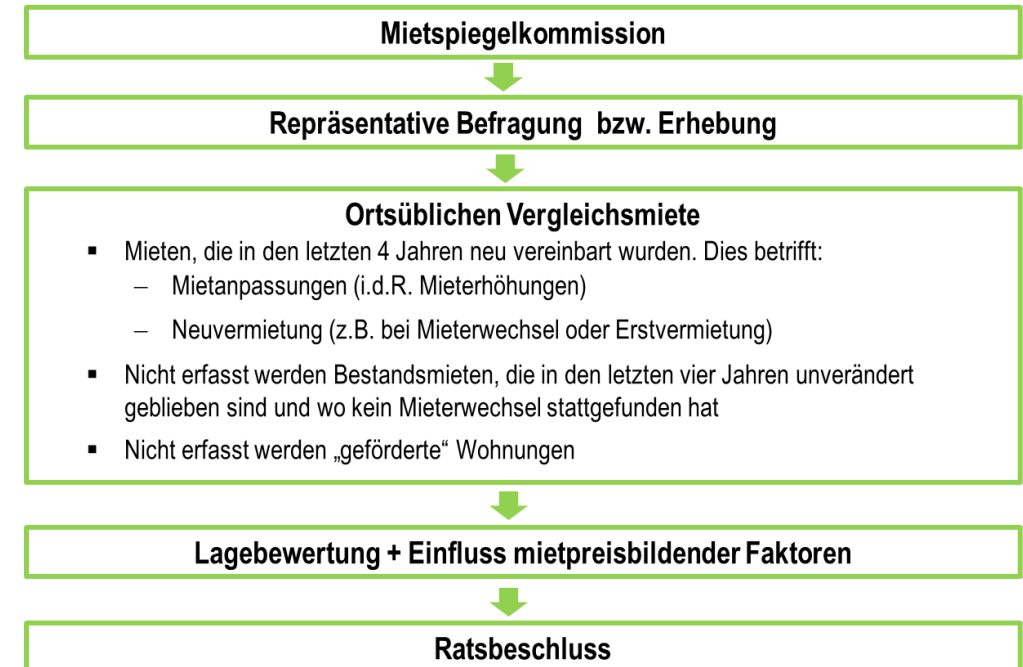 Mietspiegelkommission
Repräsentative Befragung bzw. Erhebung
Ortsüblichen Vergleichsmiete
▪ Mieten, die in den letzten 4 Jahren neu vereinbart wurden. Dies betrifft:
– Mietanpassungen (i.d.R. Mieterhöhungen)
– Neuvermietung (z.B. bei Mieterwechsel oder Erstvermietung)
▪ Nicht erfasst werden Bestandsmieten, die in den letzten vier Jahren unverändert
geblieben sind und wo kein Mieterwechsel stattgefunden hat
▪ Nicht erfasst werden „geförderte“ Wohnungen
Lagebewertung + Einfluss mietpreisbildender Faktoren
Ratsbeschluss